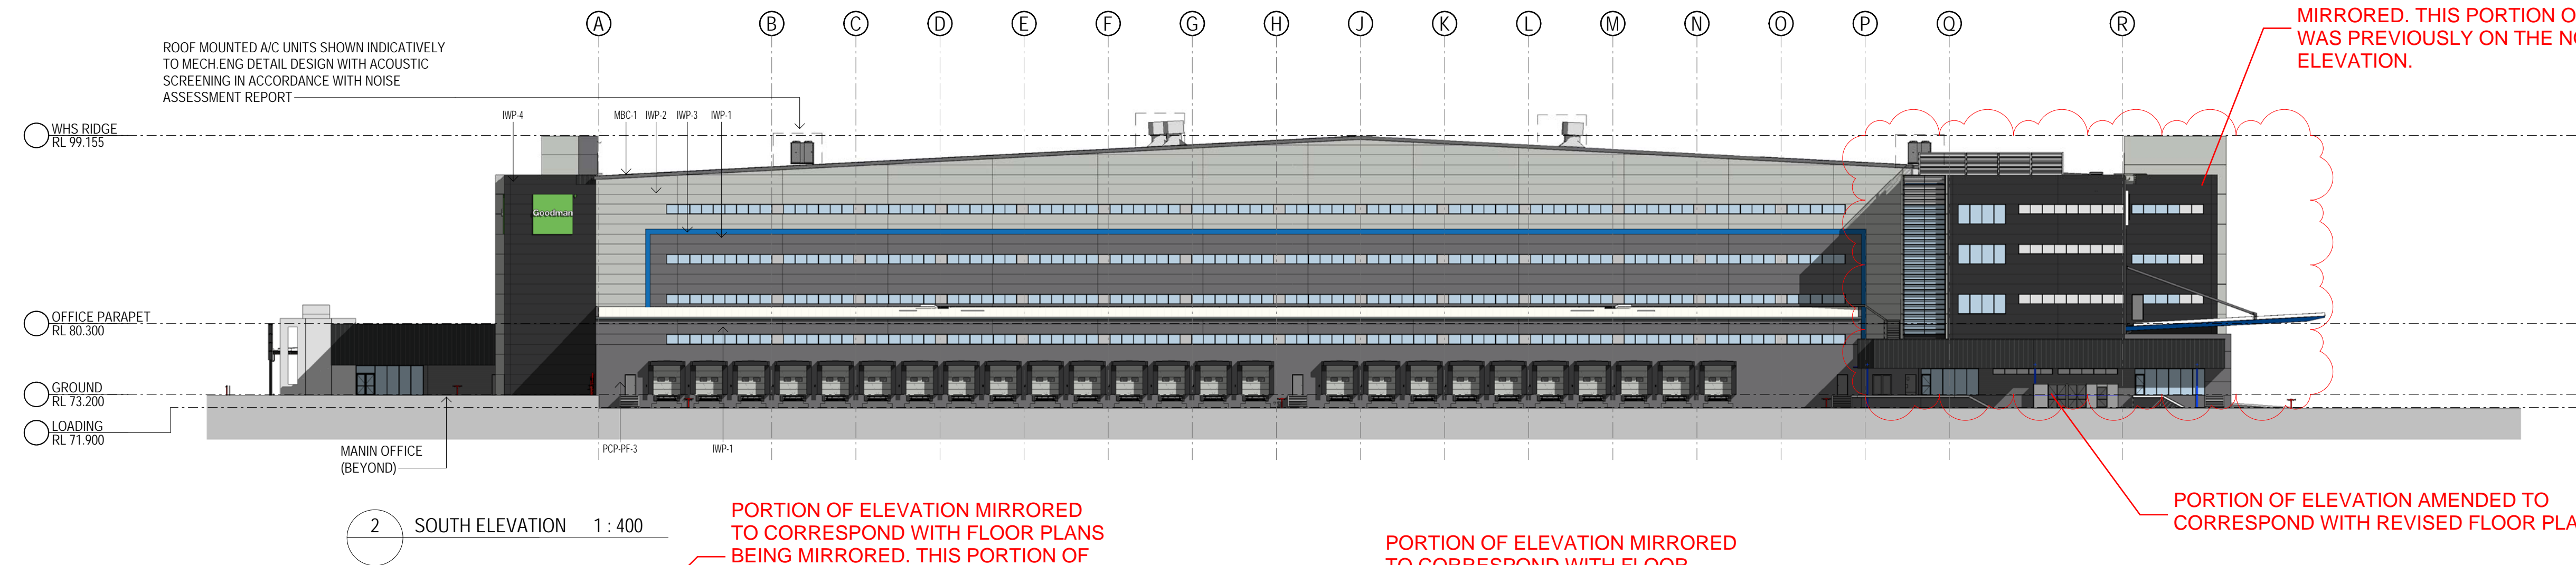 A B C D E F G H J K L M N O P Q R
MIRRORED. THIS PORTION O
WAS PREVIOUSLY ON THE NO
ELEVATION.
ROOF MOUNTED A/C UNITS SHOWN INDICATIVELY
TO MECH.ENG DETAIL DESIGN WITH ACOUSTIC
SCREENING IN ACCORDANCE WITH NOISE
ASSESSMENT REPORT
IWP-4 MBC-1 IWP-2 IWP-3 IWP-1
WHS RIDGE
RL 99.155
Goodman
OFFICE PARAPET
RL 80.300
GROUND
RL 73.200
LOADING
RL 71.900
MANIN OFFICE
(BEYOND)
PCP-PF-3 IWP-1
2 SOUTH ELEVATION 1 : 400
PORTION OF ELEVATION MIRRORED
TO CORRESPOND WITH FLOOR PLANS
BEING MIRRORED. THIS PORTION OF
PORTION OF ELEVATION MIRRORED
TO CORRESPOND WITH FLOOR
PORTION OF ELEVATION AMENDED TO
CORRESPOND WITH REVISED FLOOR PLA